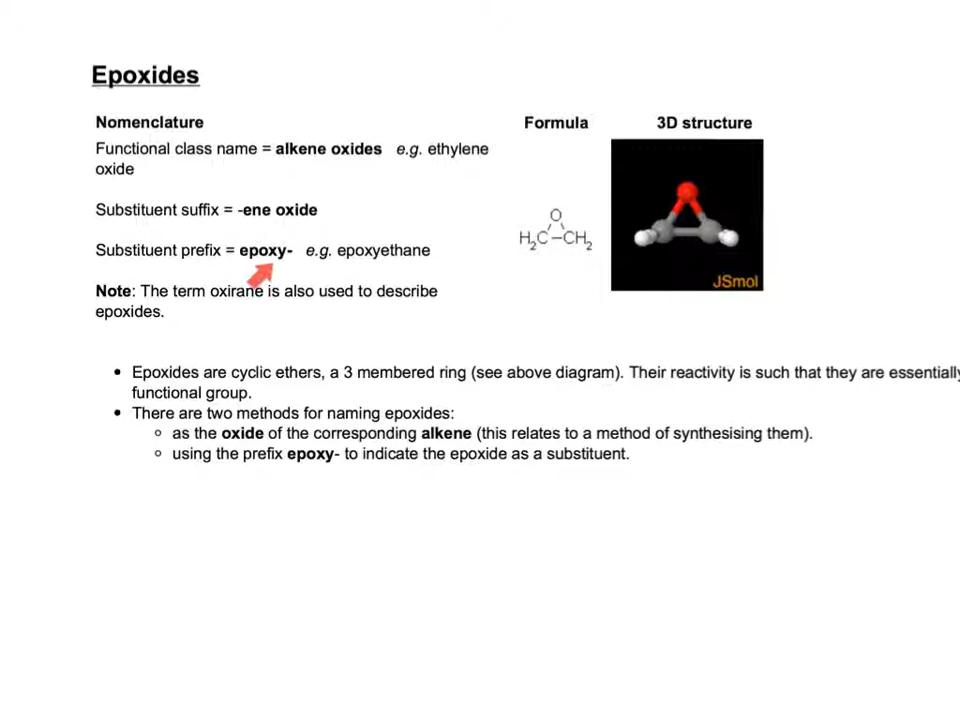 Epoxides
Nomenclature
Formula
3D structure
Functional class name = alkene oxides e.g. ethylene
oxide
Substituent suffix = -ene oxide
Substituent prefix = epoxy- e.g. epoxyethane
Note: The term oxirane is also used to describe
epoxides.
O
H₂C–CH₂
JSmol
• Epoxides are cyclic ethers, a 3 membered ring (see above diagram). Their reactivity is such that they are essentially
functional group.
• There are two methods for naming epoxides:
◦ as the oxide of the corresponding alkene (this relates to a method of synthesising them).
◦ using the prefix epoxy- to indicate the epoxide as a substituent.